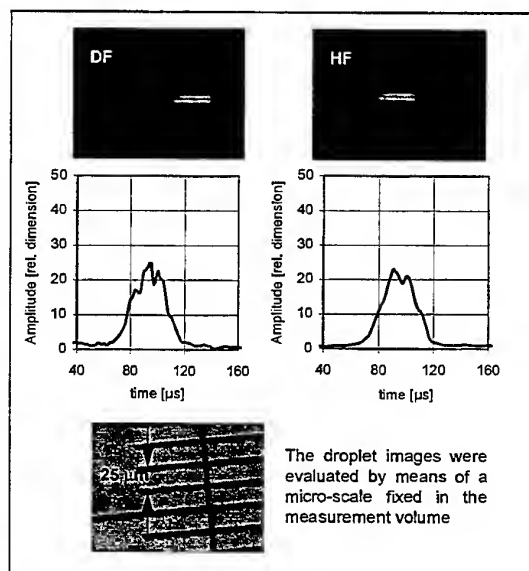 DF
HF
50
40
30
20
10
0
Amplitude [rel. dimension]
40 80 120 160
time [µs]
50
40
30
20
10
0
Amplitude [rel. dimension]
40 80 120 160
time [µs]
25 µm
The droplet images were
evaluated by means of a
micro-scale fixed in the
measurement volume